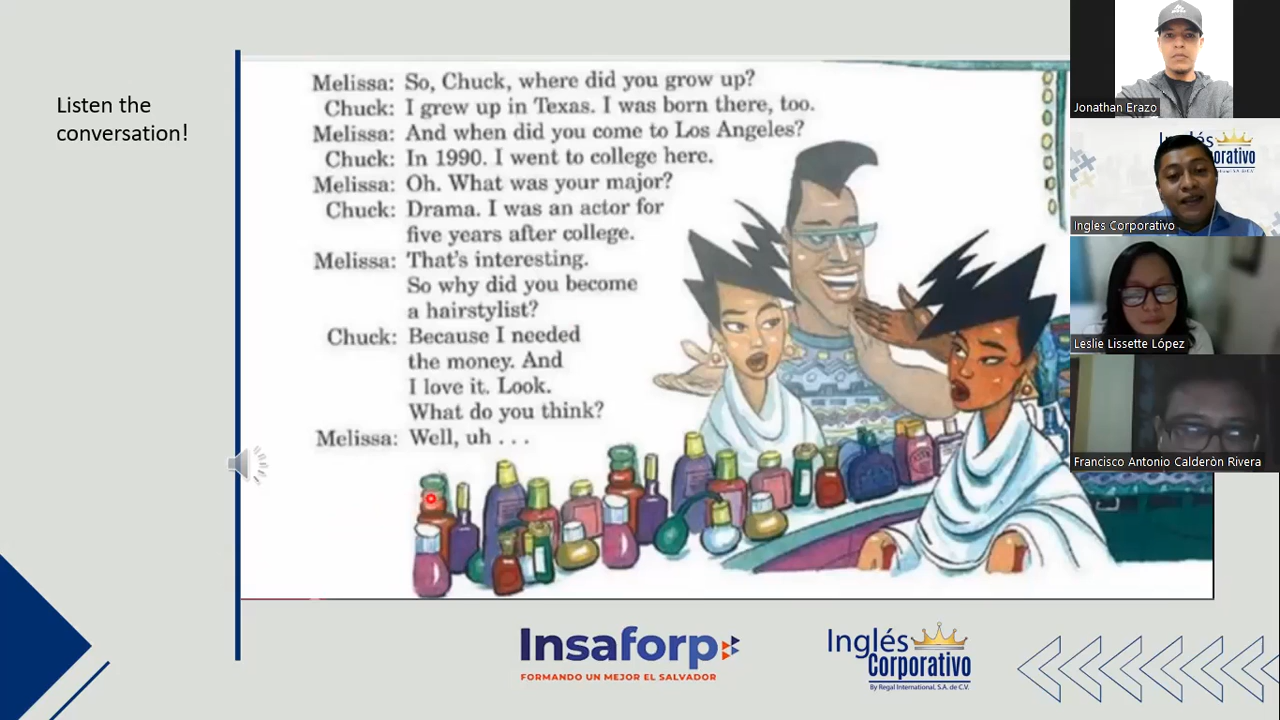 Listen the
conversation!
Melissa: So, Chuck, where did you grow up?
Chuck: I grew up in Texas. I was born there, too.
Melissa: And when did you come to Los Angeles?
Chuck: In 1990. I went to college here.
Melissa: Oh. What was your major?
Chuck: Drama. I was an actor for
five years after college.
Melissa: That's interesting.
So why did you become
a hairstylist?
Chuck: Because I needed
the money. And
I love it. Look.
What do you think?
Melissa: Well, uh . . .
Jonathan Erazo
Inglés
orativo
Ingles Corporativo
Leslie Lissette López
Francisco Antonio Calderòn Rivera
Insaforp
FORMANDO UN MEJOR EL SALVADOR
Inglés
Corporativo
By Regal International, S.A. de C.V.